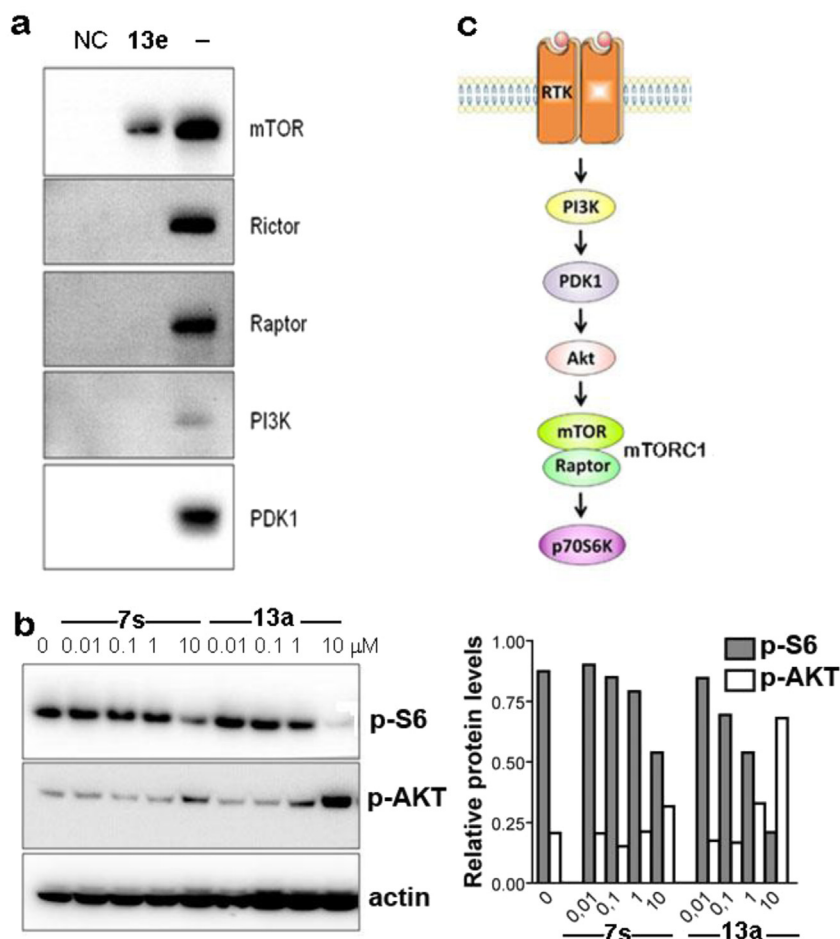 a
NC 13e –
mTOR
Rictor
Raptor
PI3K
PDK1
c
RTK
PI3K
PDK1
Akt
mTOR
Raptor
mTORC1
p70S6K
b
7s 13a
0 0.01 0.1 1 10 0.01 0.1 1 10 μM
p-S6
p-AKT
actin
p-S6
p-AKT
Relative protein levels
1.00
0.75
0.50
0.25
0.00
0 0,01 0,1 1 10 0,01 0,1 1 10
7s 13a